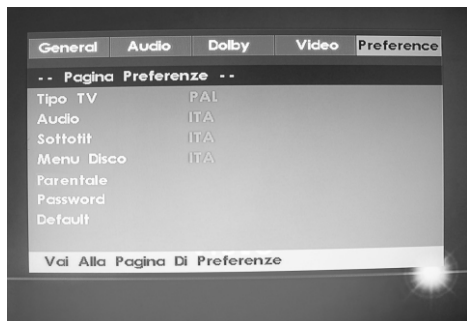 General Audio Dolby Video Preference
-- Pagina Preferenze --
Tipo TV PAL
Audio ITA
Sottotit ITA
Menu Disco ITA
Parentale
Password
Default
Vai Alla Pagina Di Preferenze